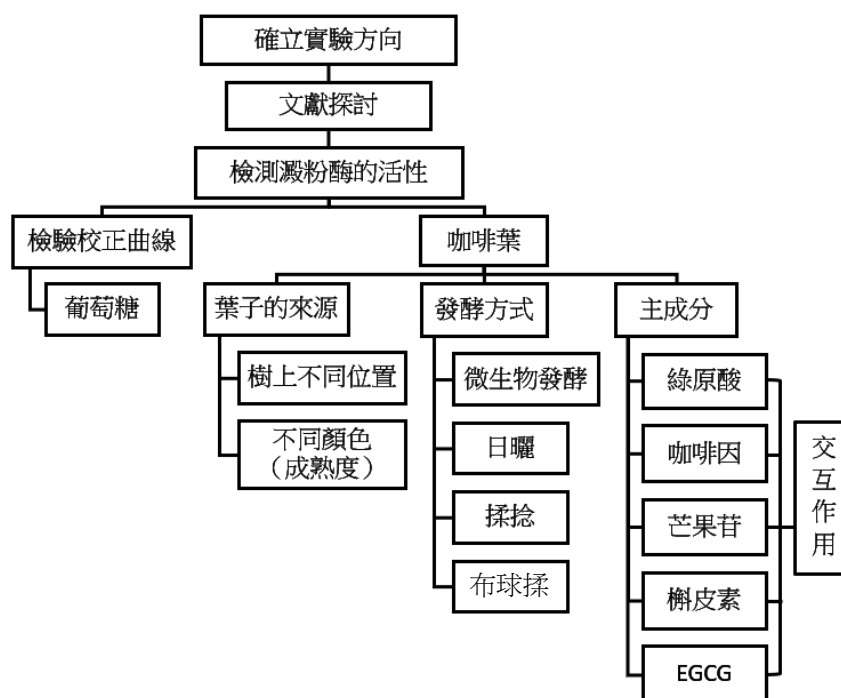 確立實驗方向
文獻探討
檢測澱粉酶的活性
檢驗校正曲線
咖啡葉
葡萄糖
葉子的來源
發酵方式
主成分
樹上不同位置
不同顏色
（成熟度）
微生物發酵
日曬
揉捻
布球揉
綠原酸
咖啡因
芒果苷
槲皮素
EGCG
交互作用